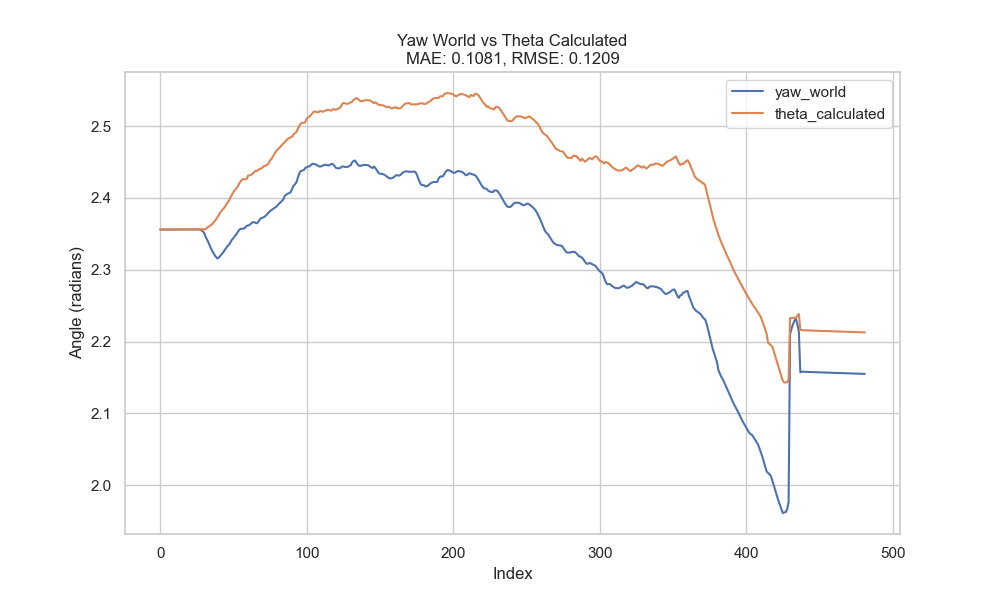 Yaw World vs Theta Calculated
MAE: 0.1081, RMSE: 0.1209
yaw_world
theta_calculated
Angle (radians)
2.5
2.4
2.3
2.2
2.1
2.0
0
100
200
300
400
500
Index